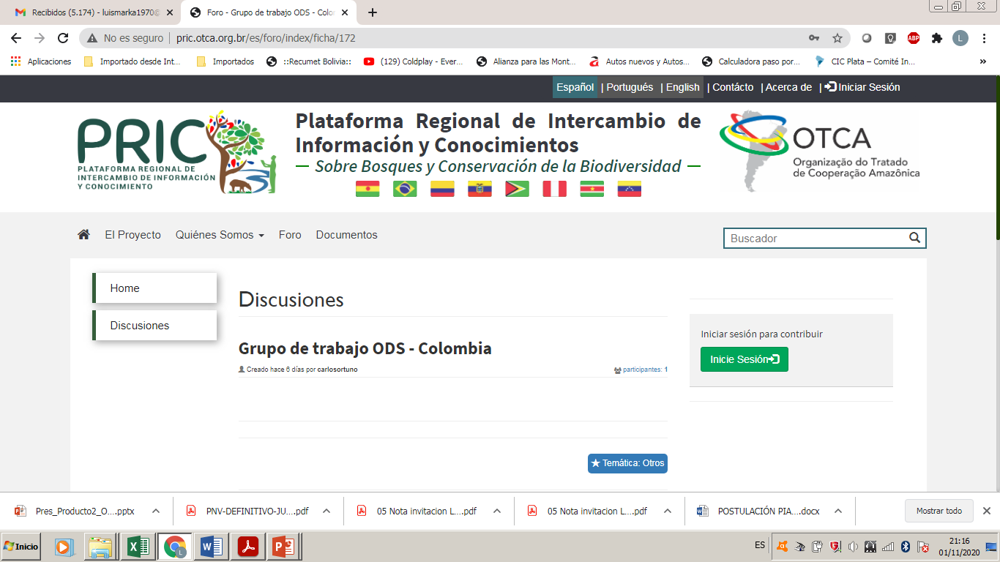 Recibidos (5.174) - luismarka1970@
Foro - Grupo de trabajo ODS - Color
No es seguro | pric.otca.org.br/es/foro/index/ficha/172
L
Aplicaciones Importado desde Int... Importados ::Recumet Bolivia:: (129) Coldplay - Ever... Alianza para las Mont... Autos nuevos y Autos... Calculadora paso por... CIC Plata – Comité In... »
Español | Portugués | English | Contácto | Acerca de | Iniciar Sesión
PRIC
PLATAFORMA REGIONAL DE
INTERCAMBIO DE INFORMACIÓN
Y CONOCIMIENTO
Plataforma Regional de Intercambio de
Información y Conocimientos
Sobre Bosques y Conservación de la Biodiversidad
OTCA
Organização do Tratado
de Cooperação Amazônica
El Proyecto Quiénes Somos Foro Documentos
Buscador
Home
Discusiones
Discusiones
Grupo de trabajo ODS - Colombia
Creado hace 6 días por carlosortuno participantes: 1
Temática: Otros
Iniciar sesión para contribuir
Inicie Sesión
Pres_Producto2_O....pptx PNV-DEFINITIVO-JU....pdf 05 Nota invitacion L....pdf 05 Nota invitacion L....pdf POSTULACIÓN PIA....docx Mostrar todo
Inicio
ES
21:16
01/11/2020